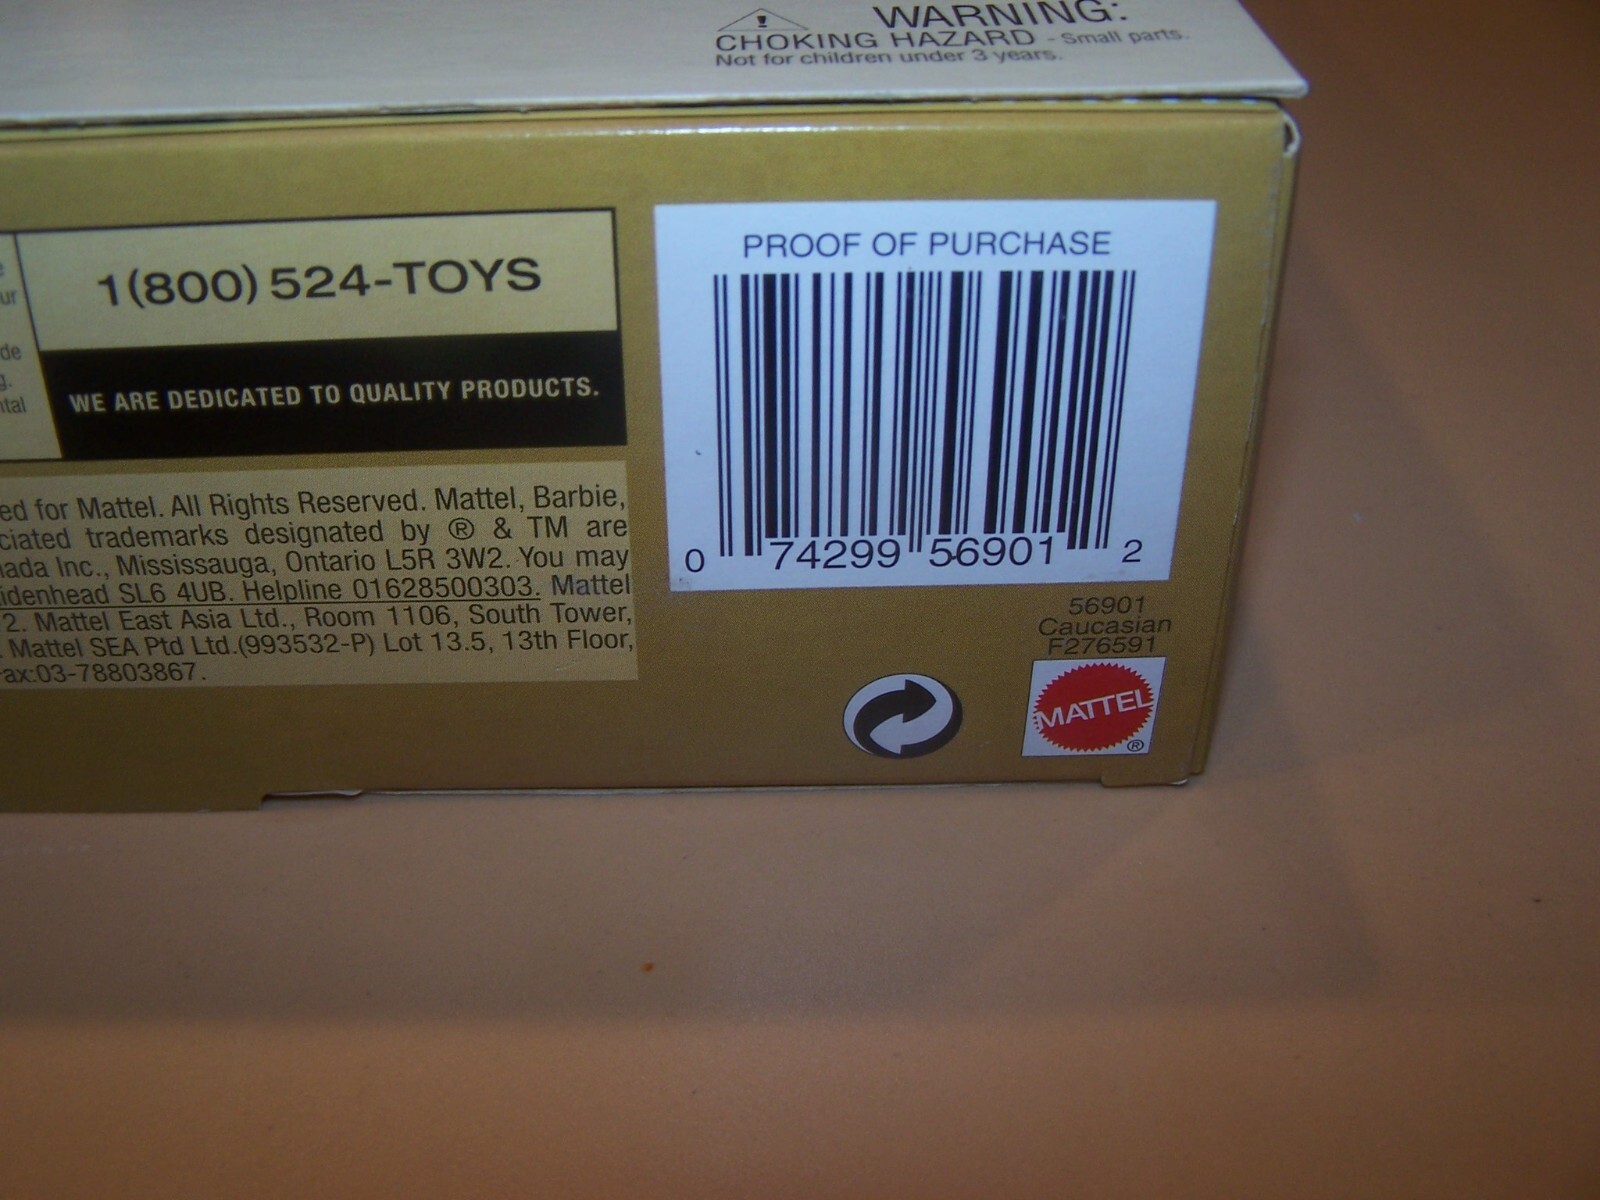 WARNING:
CHOKING HAZARD - Small parts.
Not for children under 3 years.
ur
de
1(800) 524-TOYS
WE ARE DEDICATED TO QUALITY PRODUCTS.
ed for Mattel. All Rights Reserved. Mattel, Barbie,
ciated trademarks designated by ® & TM are
nada Inc., Mississauga, Ontario L5R 3W2. You may
idenhead SL6 4UB. Helpline 01628500303. Mattel
2. Mattel East Asia Ltd., Room 1106, South Tower,
Mattel SEA Ptd Ltd.(993532-P) Lot 13.5, 13th Floor,
ax:03-78803867.
PROOF OF PURCHASE
0 74299 56901 2
56901
Caucasian
F276591
MATTEL
®